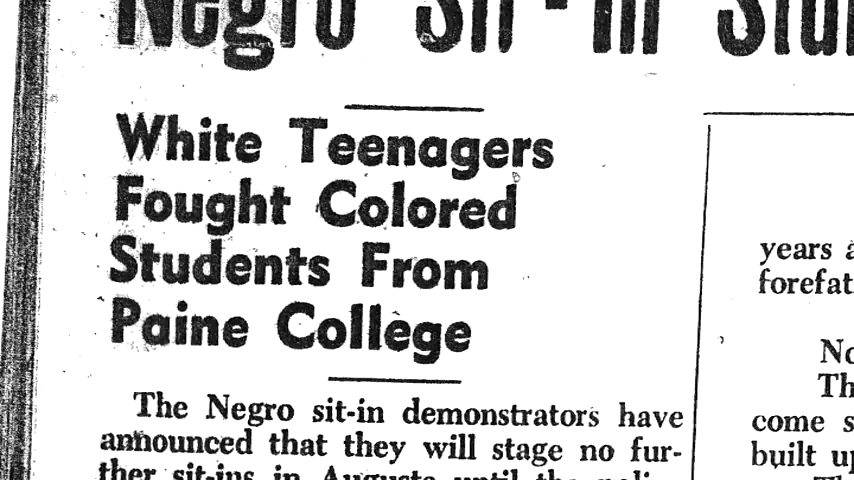 Negro Sit-in
White Teenagers
Fought Colored
Students From
Paine College
The Negro sit-in demonstrators have
announced that they will stage no fur-
ther sit-ins in Augusta until the
years
forefat
No
Th
come s
built up